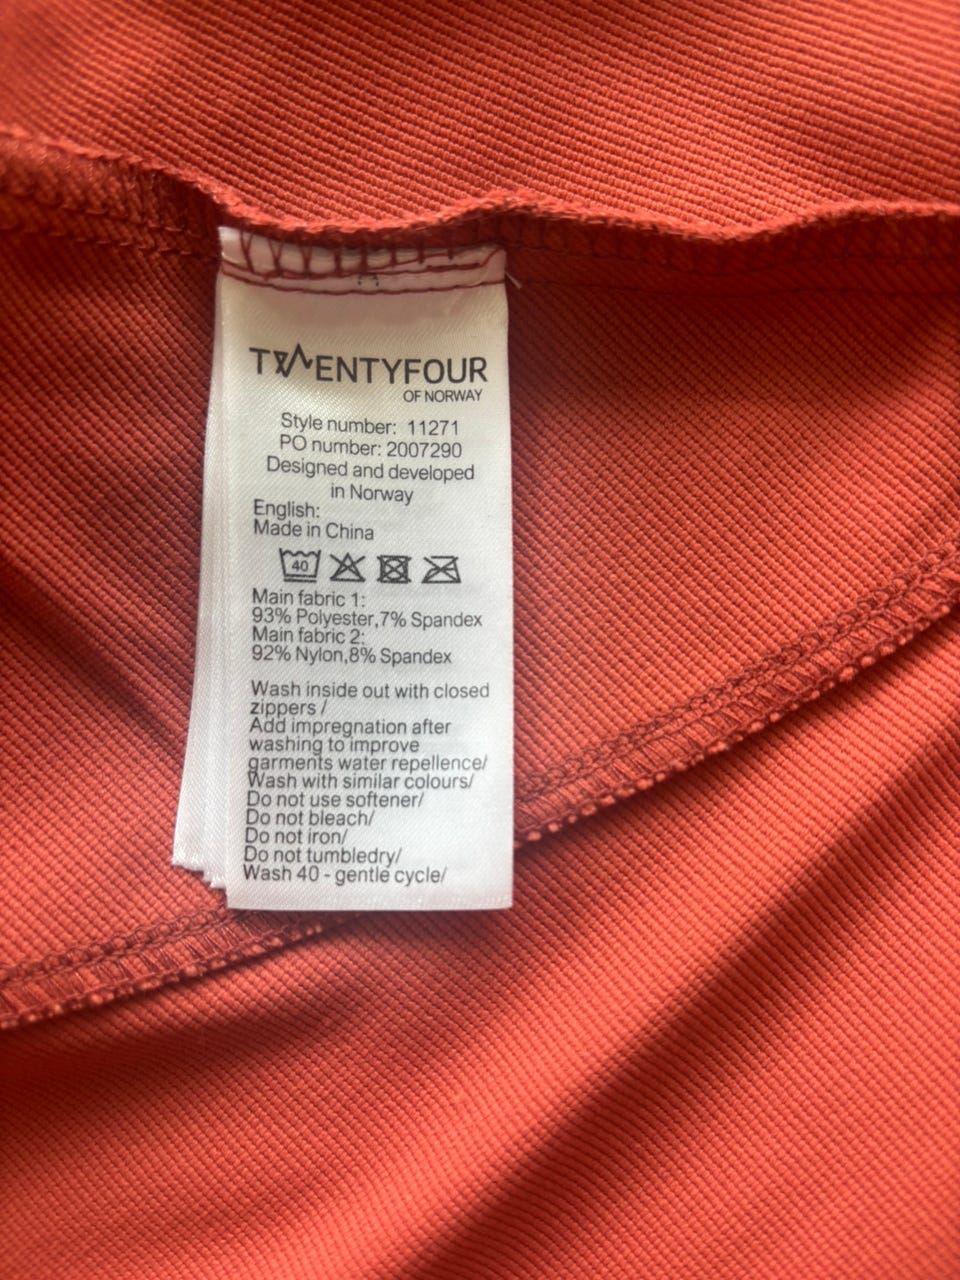 TWENTYFOUR
OF NORWAY
Style number: 11271
PO number: 2007290
Designed and developed
in Norway
English:
Made in China
40
Main fabric 1:
93% Polyester,7% Spandex
Main fabric 2:
92% Nylon,8% Spandex
Wash inside out with closed
zippers /
Add impregnation after
washing to improve
garments water repellence/
Wash with similar colours/
Do not use softener/
Do not bleach/
Do not iron/
Do not tumbledry/
Wash 40 - gentle cycle/